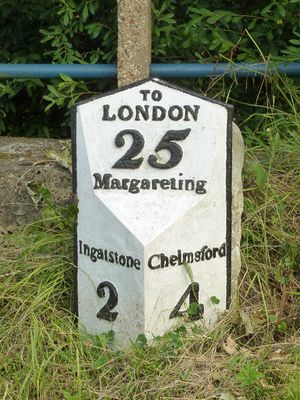 TO
LONDON
25
Margareting
Ingatstone Chelmsford
2 4